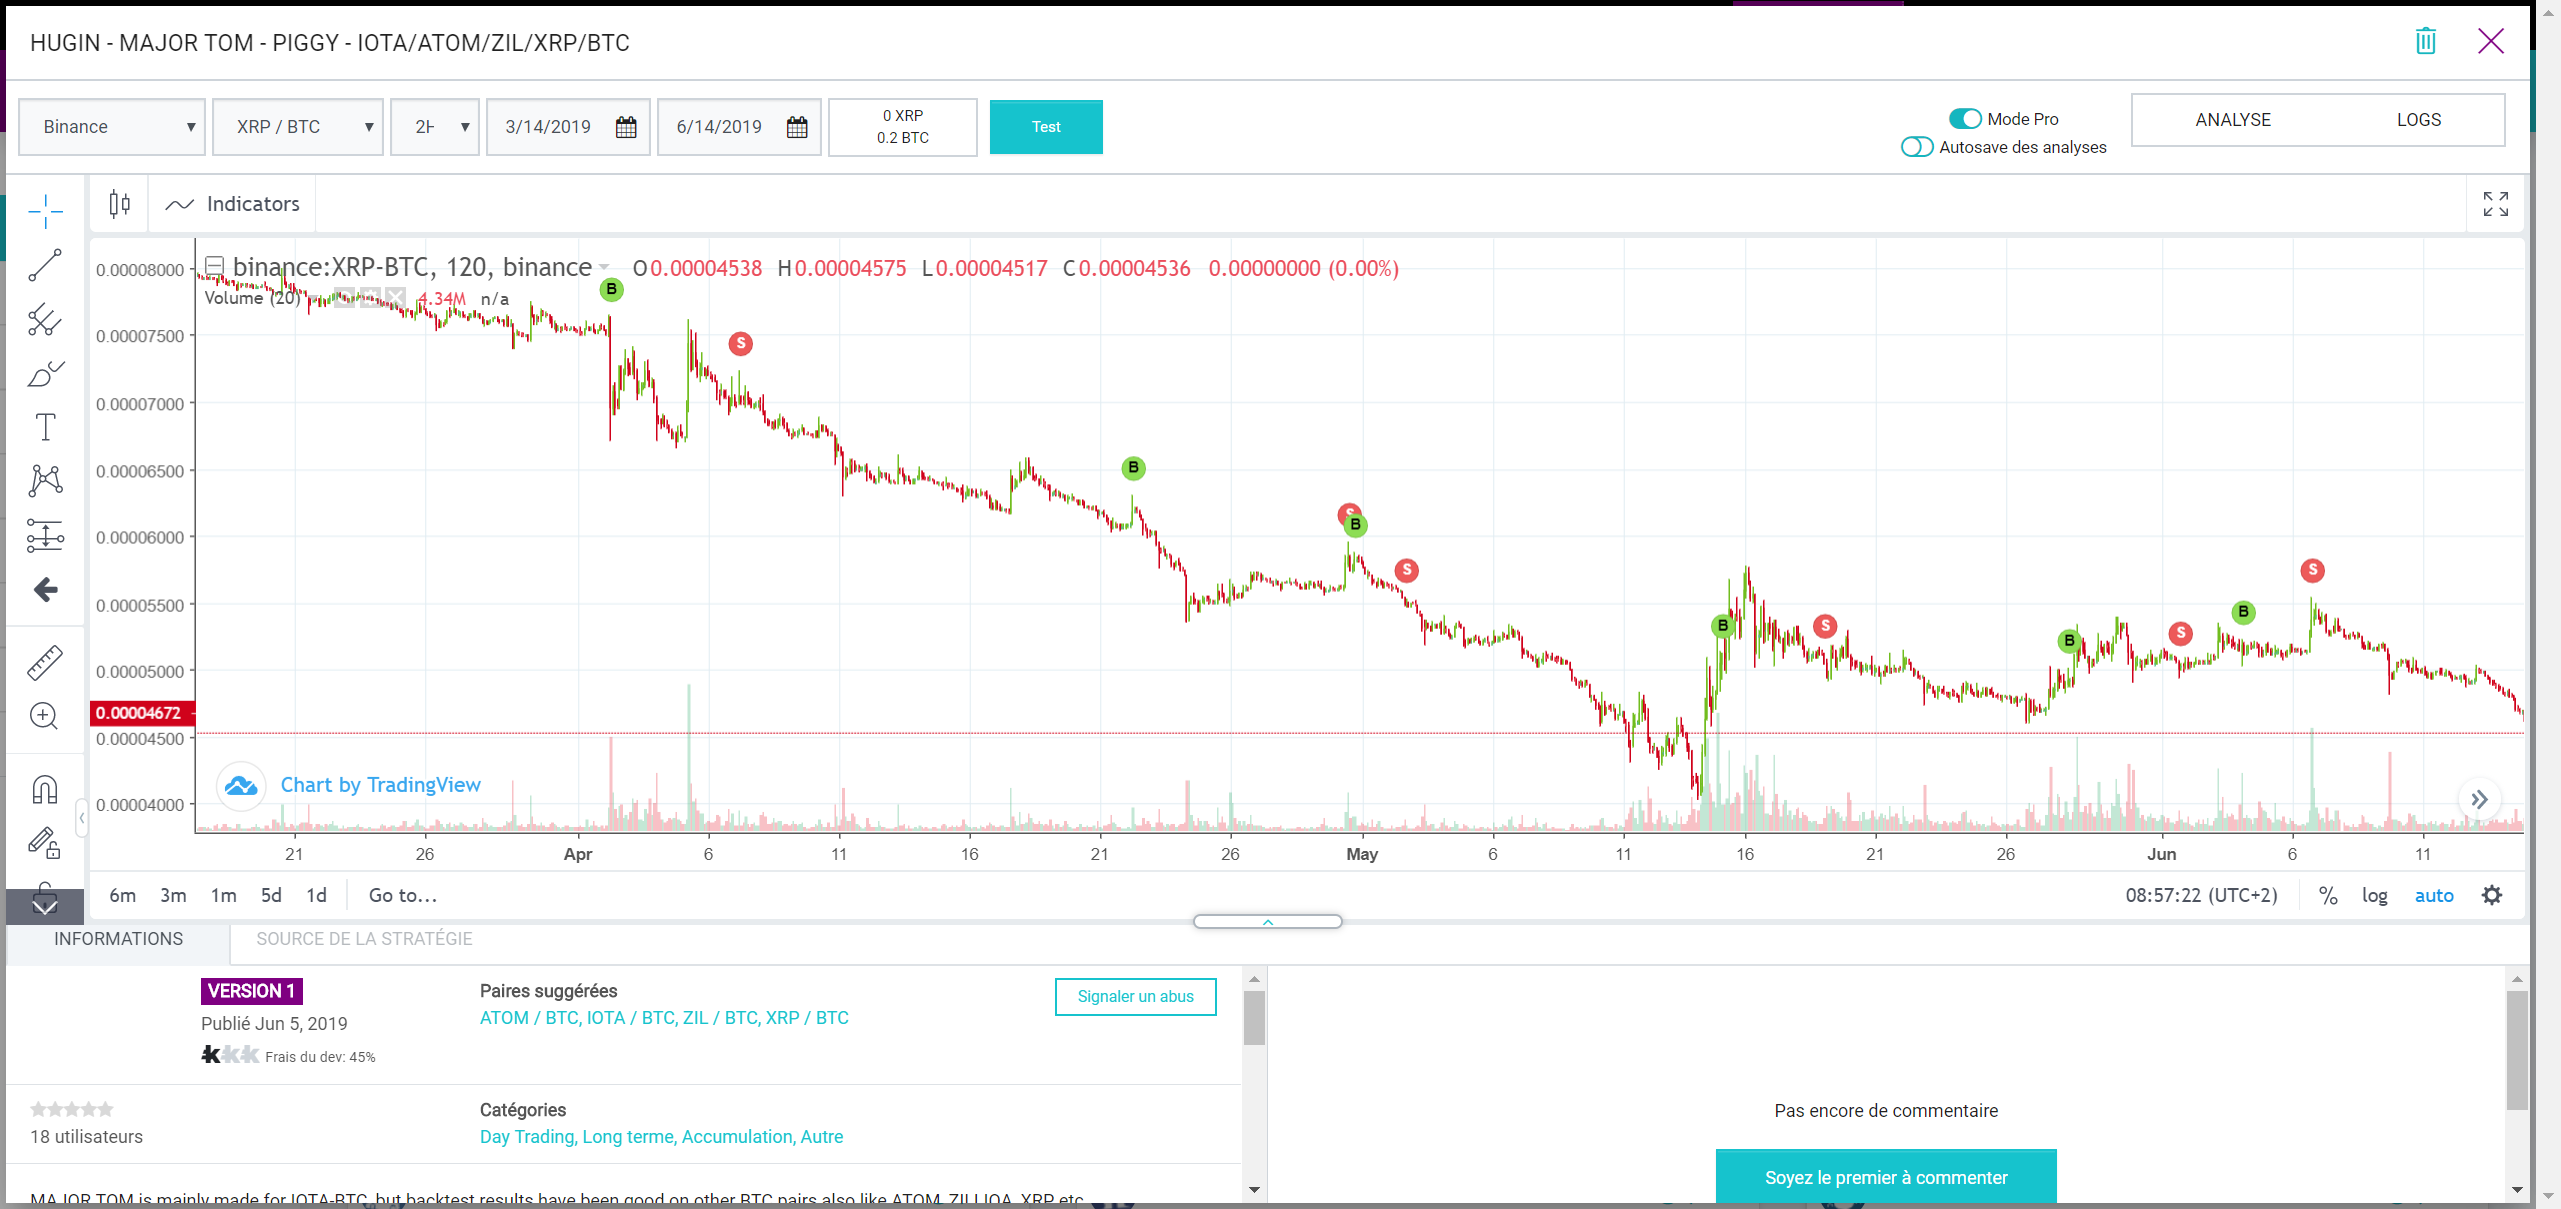 HUGIN - MAJOR TOM - PIGGY - IOTA/ATOM/ZIL/XRP/BTC
Binance
XRP / BTC
2H
3/14/2019
6/14/2019
0 XRP
0.2 BTC
Test
Mode Pro
Autosave des analyses
ANALYSE
LOGS
Indicators
binance:XRP-BTC, 120, binance O0.00004538 H0.00004575 L0.00004517 C0.00004536 0.00000000 (0.00%)
Volume (20) 4.34M n/a
0.00008000
0.00007500
0.00007000
0.00006500
0.00006000
0.00005500
0.00005000
0.00004672
0.00004500
0.00004000
B
S
B
S
B
S
B
S
B
S
B
S
Chart by TradingView
21 26 Apr 6 11 16 21 26 May 6 11 16 21 26 Jun 6 11
6m 3m 1m 5d 1d Go to...
08:57:22 (UTC+2) % log auto
INFORMATIONS
SOURCE DE LA STRATÉGIE
VERSION 1
Publié Jun 5, 2019
Frais du dev: 45%
Paires suggérées
ATOM / BTC, IOTA / BTC, ZIL / BTC, XRP / BTC
Signaler un abus
18 utilisateurs
Catégories
Day Trading, Long terme, Accumulation, Autre
MAJOR TOM is mainly made for IOTA-BTC, but backtest results have been good on other BTC pairs also like ATOM,
Pas encore de commentaire
Soyez le premier à commenter